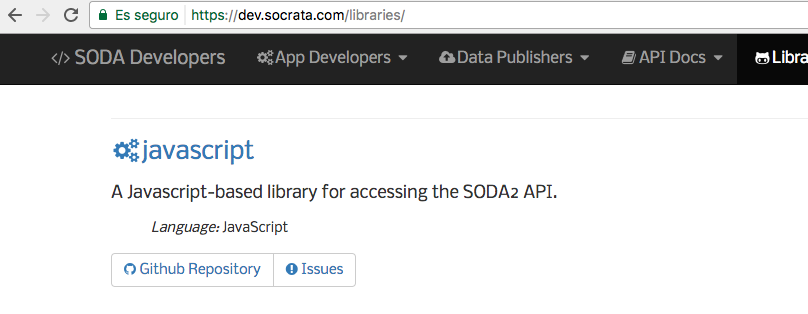 Es seguro https://dev.socrata.com/libraries/
</> SODA Developers App Developers Data Publishers API Docs Libra
javascript
A Javascript-based library for accessing the SODA2 API.
Language: JavaScript
Github Repository Issues